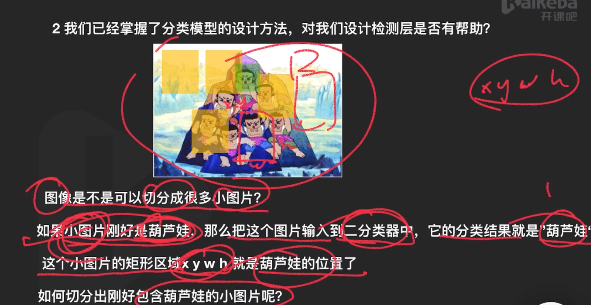 Kaikeba
开课吧
2 我们已经掌握了分类模型的设计方法，对我们设计检测层是否有帮助?
x y w h
图像是不是可以切分成很多小图片?
如果小图片刚好是葫芦娃，那么把这个图片输入到二分类器中，它的分类结果就是"葫芦娃"
这个小图片的矩形区域x y w h 就是葫芦娃的位置了
如何切分出刚好包含葫芦娃的小图片呢?